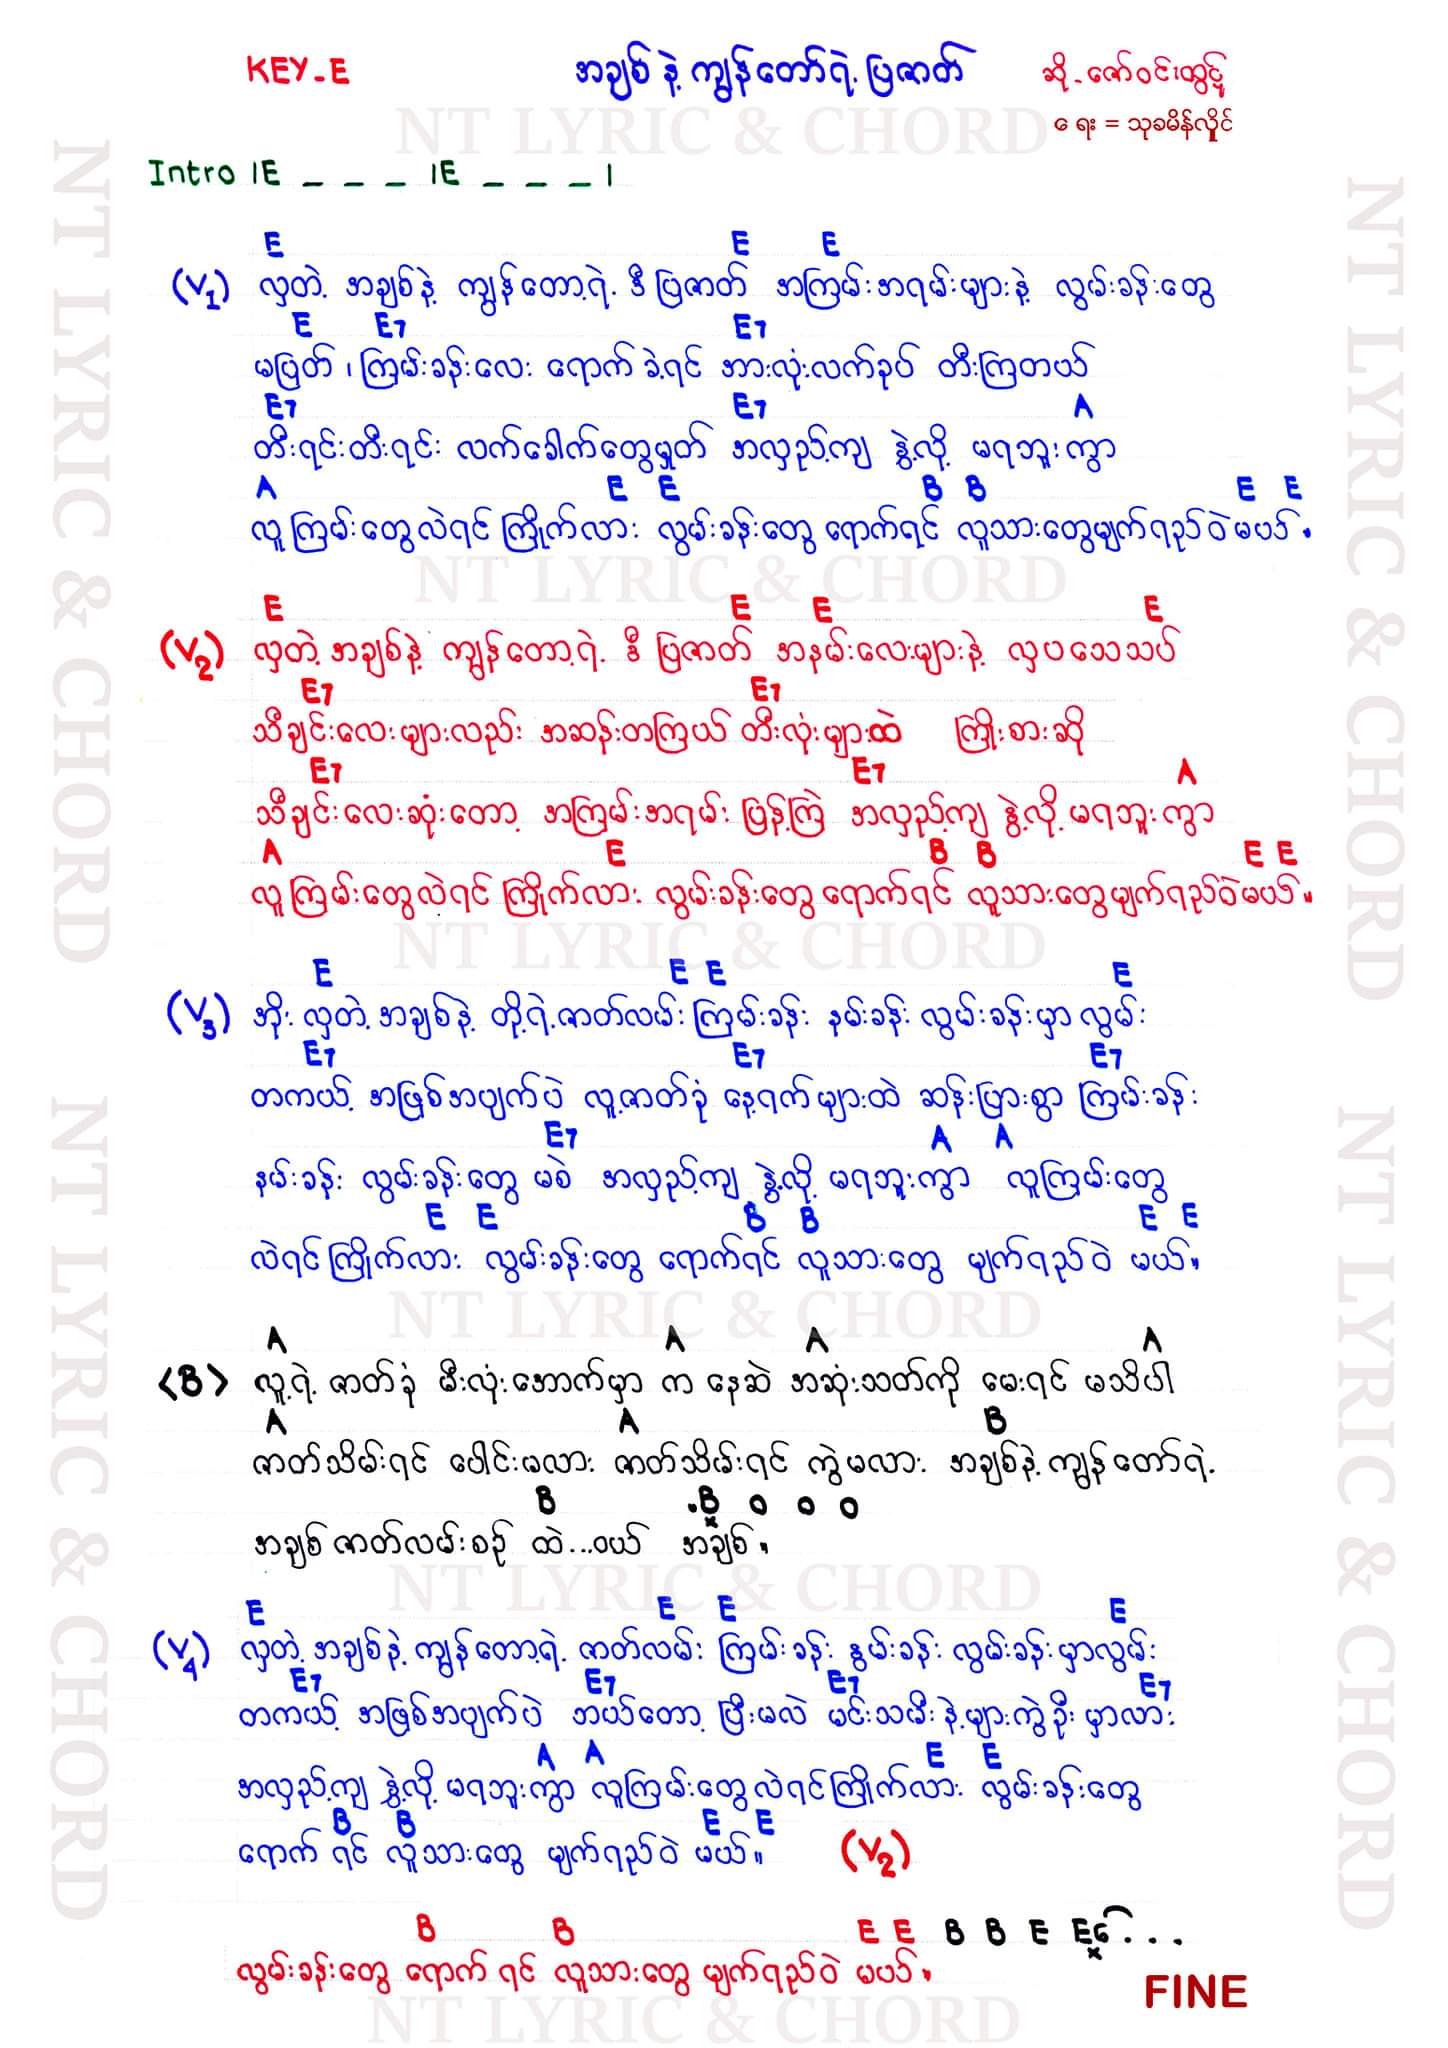 KEY-E
အချစ်နဲ့ ကျွန်တော်ရဲ့ ပြဇာတ်
ဆို - ဇော်ဝင်းထွဋ်
ရေး = သုခမိန်လှိုင်
NT LYRIC & CHORD
Intro |E _ _ _ |E _ _ _ |
E E E
(V1) လှတဲ့ အချစ်နဲ့ ကျွန်တော့ရဲ့ ဒီပြဇာတ် အကြမ်းအရမ်းများနဲ့ လွမ်းခန်းတွေ
E E7 E7
မပြတ်၊ ကြမ်းခန်းလေး ရောက်ခဲ့ရင် အားလုံးလက်ခုပ် တီးကြတယ်
E7 E7 A
တီးရင်းတီးရင်း လက်ခေါက်တွေမှုတ် အလှည့်ကျ နွဲ့လို့ မရဘူးကွာ
A E E B B E E
လူကြမ်းတွေလဲရင် ကြိုက်လား လွမ်းခန်းတွေ ရောက်ရင် လူသားတွေမျက်ရည်ဝဲမယ်။
NT LYRIC & CHORD
E E E E
(V2) လှတဲ့ အချစ်နဲ့ ကျွန်တော့ရဲ့ ဒီ ပြဇာတ် အနမ်းလေးများနဲ့ လှပသေသပ်
E7 E7
သီချင်းလေးများလည်း အဆန်းတကြယ် တီးလုံးများထဲ ကြိုးစားဆို
E7 E7 A
သီချင်းလေးဆုံးတော့ အကြမ်းအရမ်း ပြန့်ကြဲ အလှည့်ကျ နွဲ့လို့ မရဘူးကွာ
A E B B E E
လူကြမ်းတွေလဲရင် ကြိုက်လား လွမ်းခန်းတွေ ရောက်ရင် လူသားတွေမျက်ရည်ဝဲမယ်။
NT LYRIC & CHORD
E E E E
(V3) အိုး လှတဲ့ အချစ်နဲ့ တို့ရဲ့ဇာတ်လမ်း ကြမ်းခန်း နမ်းခန်း လွမ်းခန်းမှာ လွမ်း
E7 E7 E7
တကယ့် အဖြစ်အပျက်ပဲ လူ့ဇာတ်ခုံ နေ့ရက်များထဲ ဆန်းပြားစွာ ကြမ်းခန်း
E7 A A
နမ်းခန်း လွမ်းခန်းတွေ မစဲ အလှည့်ကျ နွဲ့လို့ မရဘူးကွာ လူကြမ်းတွေ
E E B B E E
လဲရင်ကြိုက်လား လွမ်းခန်းတွေ ရောက်ရင် လူသားတွေ မျက်ရည်ဝဲ မယ်။
NT LYRIC & CHORD
A A A A
<B> လူ့ရဲ့ ဇာတ်ခုံ မီးလုံးအောက်မှာ က နေဆဲ အဆုံးသတ်ကို မေးရင် မသိပါ
A A B
ဇာတ်သိမ်းရင် ပေါင်းမလား ဇာတ်သိမ်းရင် ကွဲမလား အချစ်နဲ့ ကျွန်တော်ရဲ့
B .B o o o
အချစ် ဇာတ်လမ်းစဉ် ထဲ...ဝယ် အချစ်။
NT LYRIC & CHORD
E E E E
(V4) လှတဲ့ အချစ်နဲ့ ကျွန်တော့ရဲ့ ဇာတ်လမ်း ကြမ်းခန်း နွမ်းခန်း လွမ်းခန်းမှာလွမ်း
E7 E7 E7 E7
တကယ့် အဖြစ်အပျက်ပဲ ဘယ်တော့ ပြီးမလဲ မင်းသမီးနဲ့များကွဲဦး မှာလား
A A E E
အလှည့်ကျ နွဲ့လို့ မရဘူးကွာ လူကြမ်းတွေ လဲရင်ကြိုက်လား လွမ်းခန်းတွေ
B B E E
ရောက် ရင် လူသားတွေ မျက်ရည်ဝဲ မယ်။ (V2)
B B E E B B E E ...
လွမ်းခန်းတွေ ရောက် ရင် လူသားတွေ မျက်ရည်ဝဲ မယ်။
FINE
NT LYRIC & CHORD
NT LYRIC & CHORD
NT LYRIC & CHORD
NT LYRIC & CHORD
NT LYRIC & CHORD